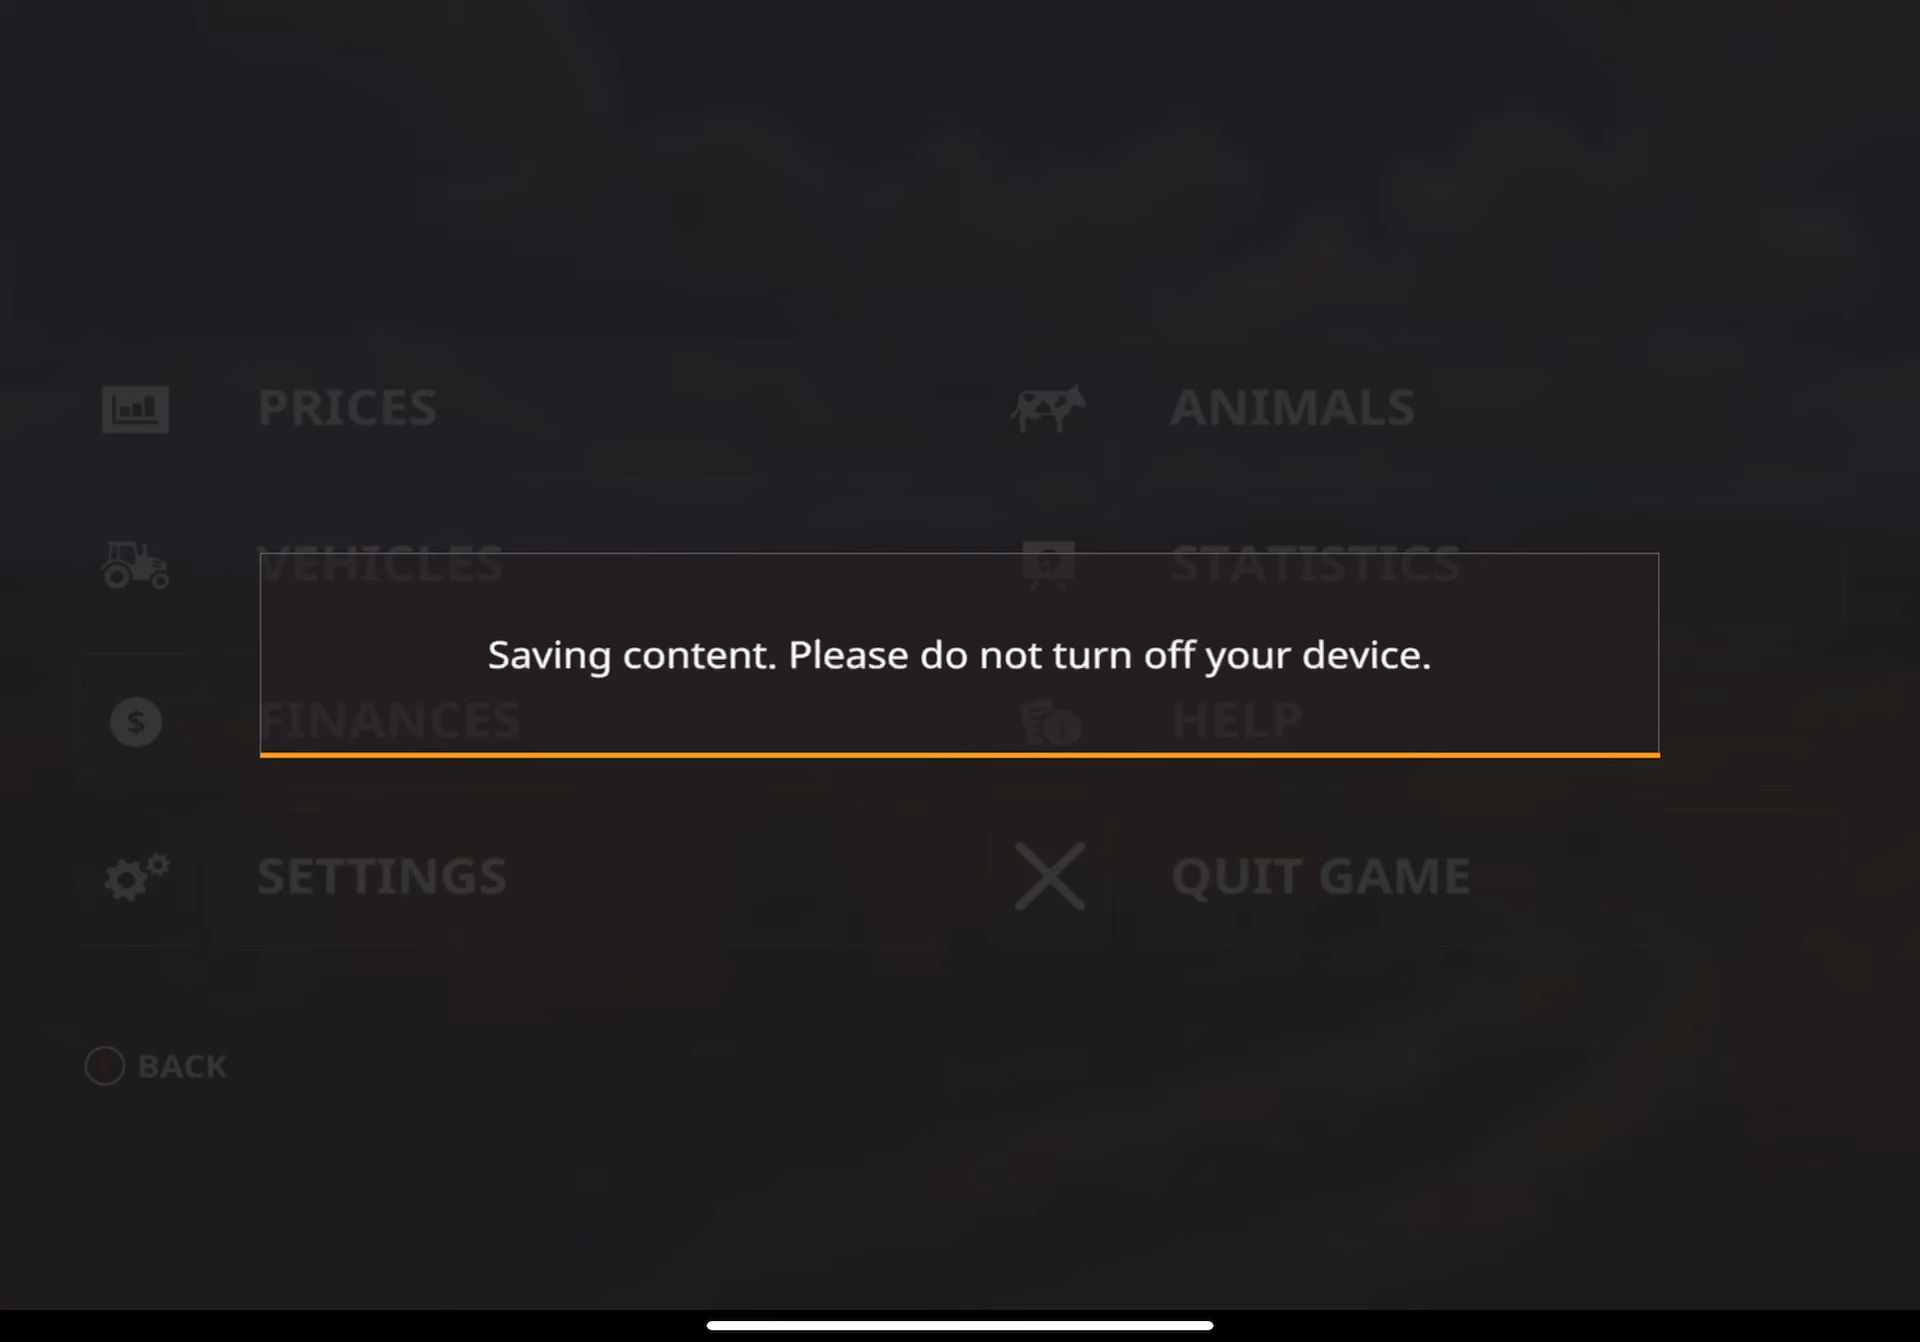 PRICES
ANIMALS
VEHICLES
STATISTICS
Saving content. Please do not turn off your device.
FINANCES
HELP
SETTINGS
QUIT GAME
BACK